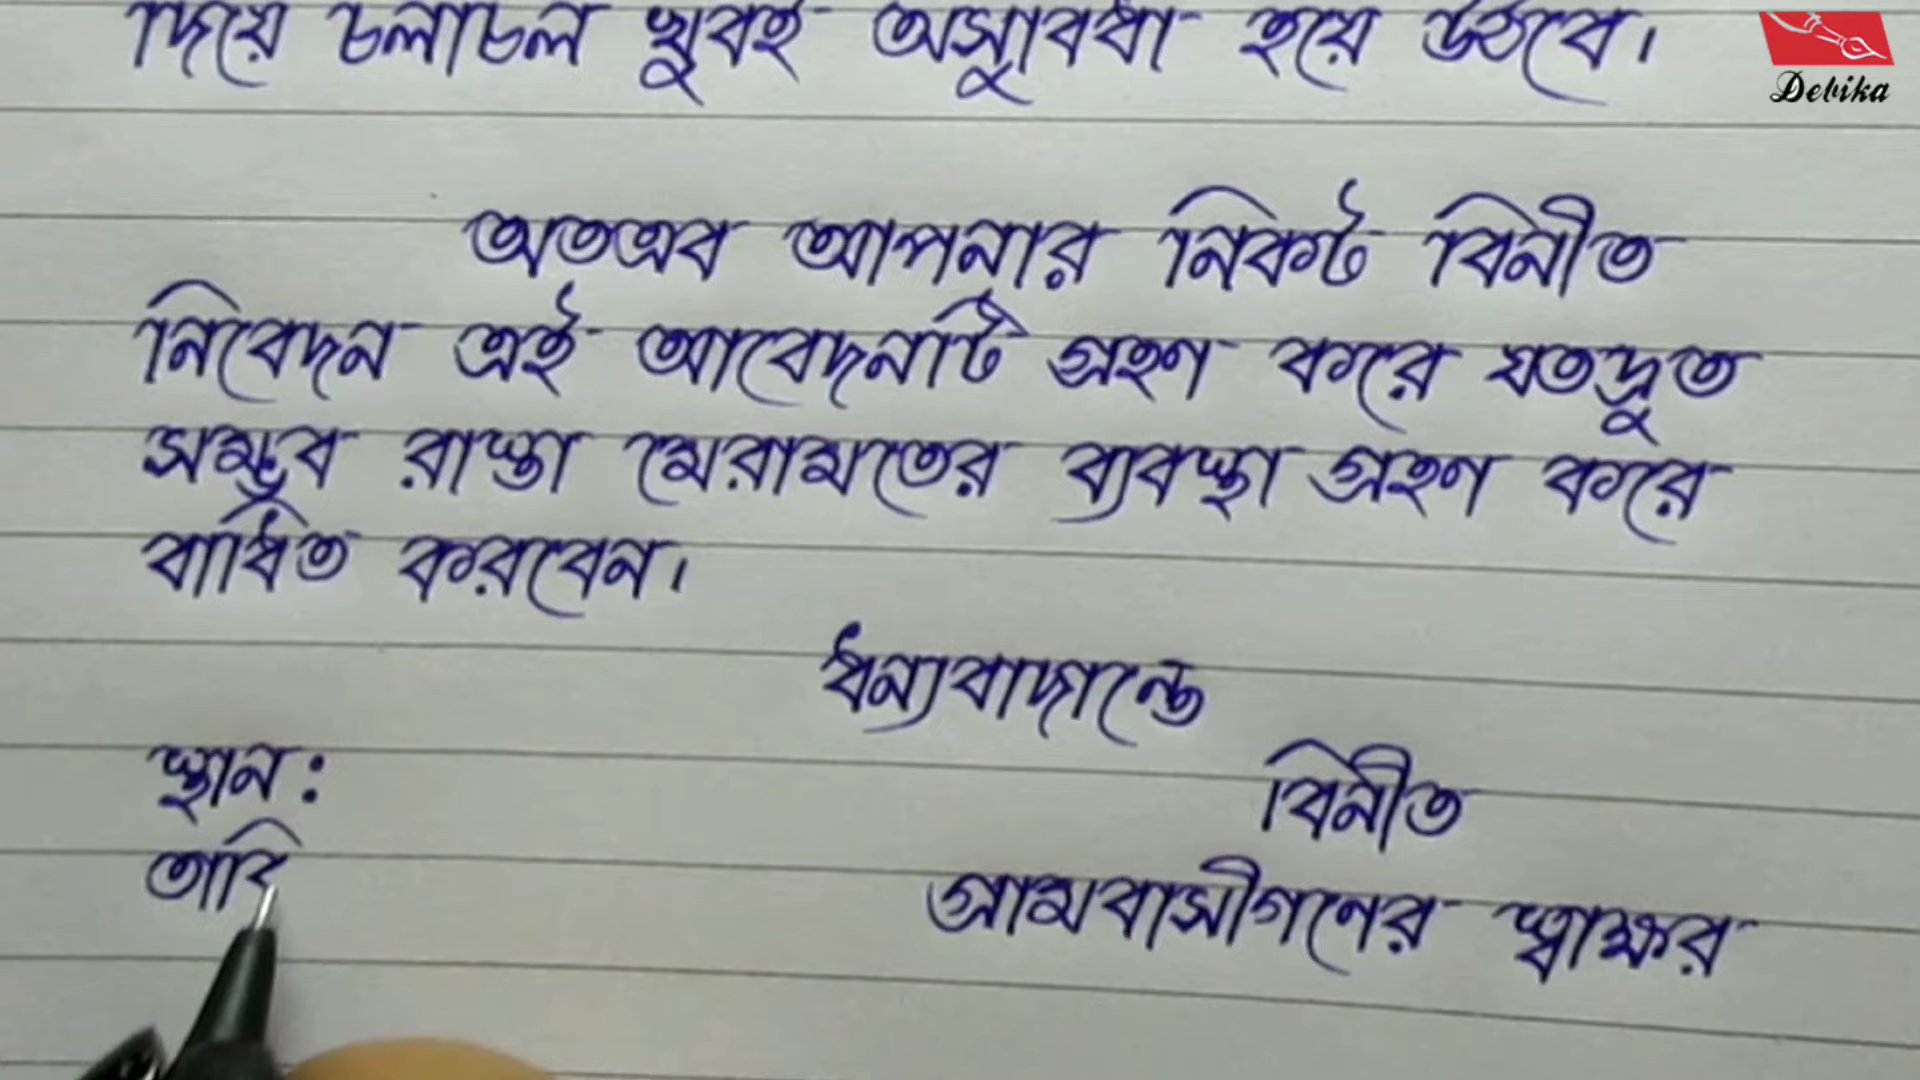 দিয়ে চলাচল খুবই অসুবিধা হয়ে উঠবে।
Debika
অতএব আপনার নিকট বিনীত
নিবেদন এই আবেদনটি গ্রহণ করে যতদ্রুত
সম্ভব রাস্তা মেরামতের ব্যবস্থা গ্রহণ করে
বাধিত করবেন।
ধন্যবাদান্তে
স্থান :
বিনীত
তারি
গ্রামবাসীগনের স্বাক্ষর